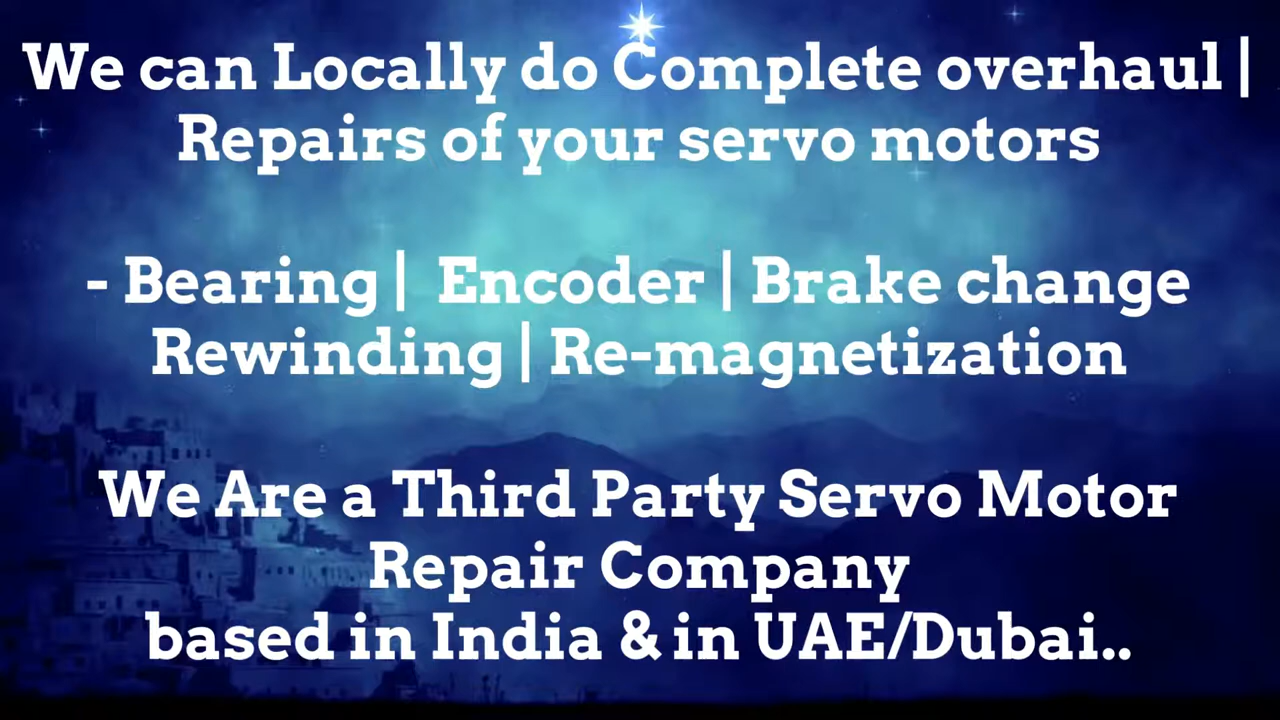 We can Locally do Complete overhaul |
Repairs of your servo motors
- Bearing | Encoder | Brake change
Rewinding | Re-magnetization
We Are a Third Party Servo Motor
Repair Company
based in India & in UAE/Dubai..